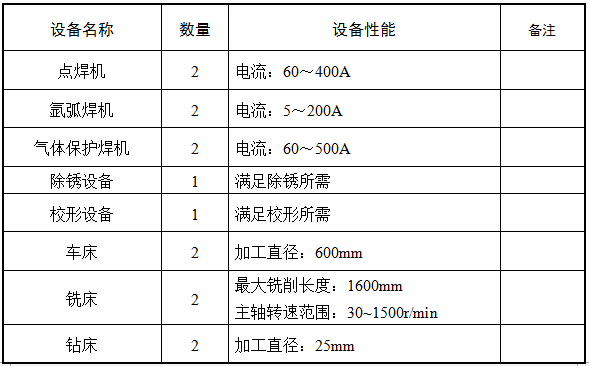 设备名称 数量 设备性能 备注
点焊机 2 电流：60～400A
氩弧焊机 2 电流：5～200A
气体保护焊机 2 电流：60～500A
除锈设备 1 满足除锈所需
校形设备 1 满足校形所需
车床 2 加工直径：600mm
铣床 2 最大铣削长度：1600mm
主轴转速范围：30~1500r/min
钻床 2 加工直径：25mm